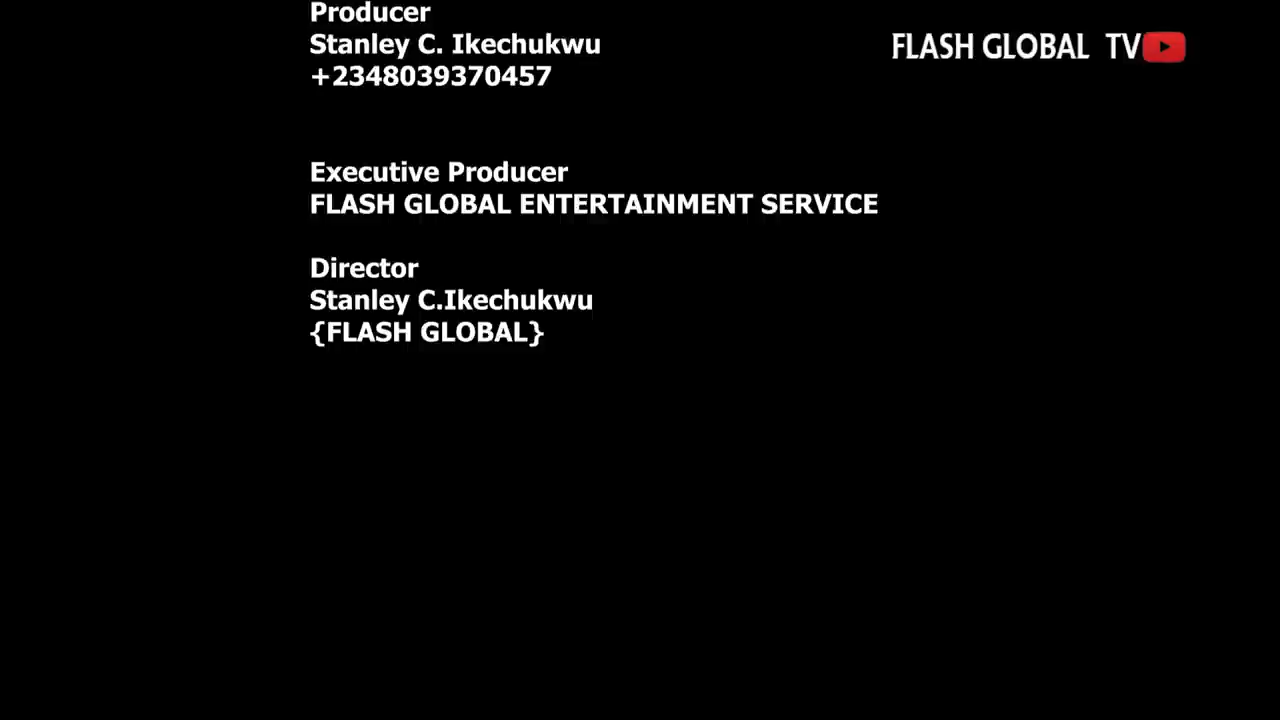 Producer
Stanley C. Ikechukwu
+2348039370457
FLASH GLOBAL TV
Executive Producer
FLASH GLOBAL ENTERTAINMENT SERVICE
Director
Stanley C.Ikechukwu
{FLASH GLOBAL}